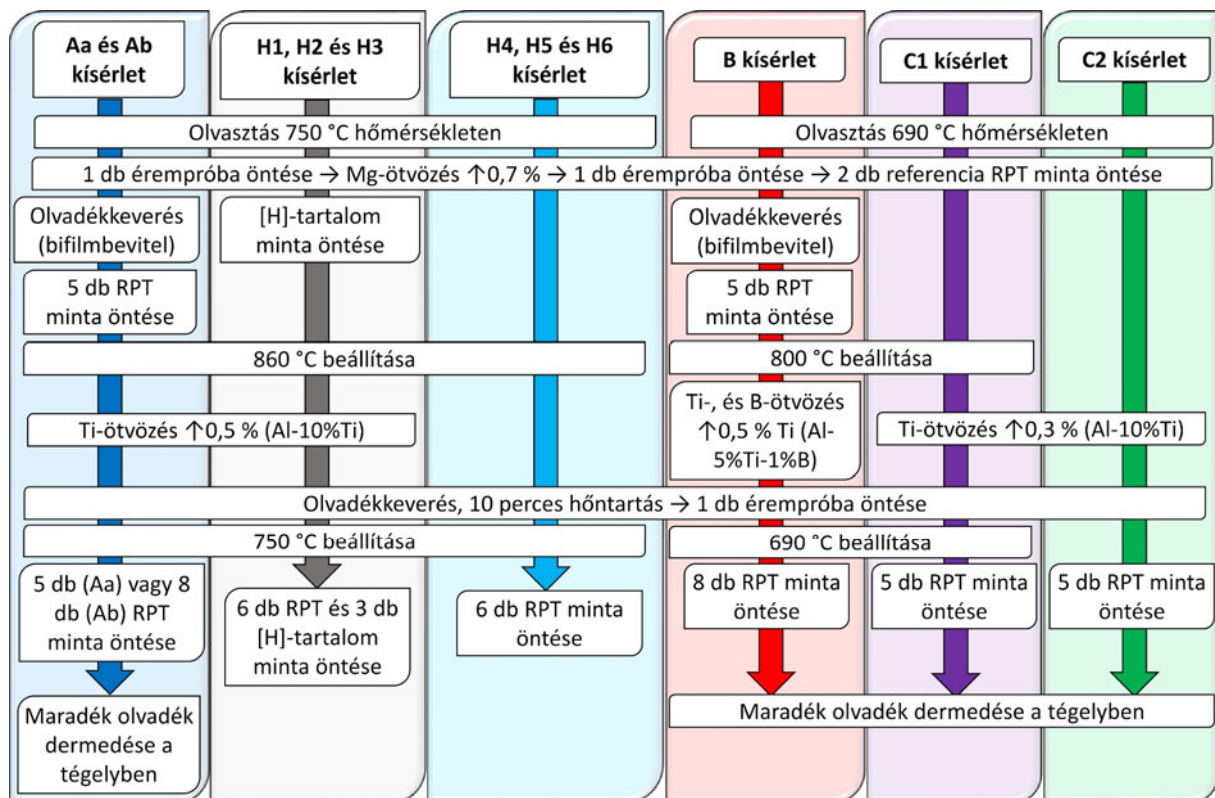 Aa és Ab
kísérlet
H1, H2 és H3
kísérlet
H4, H5 és H6
kísérlet
B kísérlet
C1 kísérlet
C2 kísérlet
Olvasztás 750 °C hőmérsékleten
Olvasztás 690 °C hőmérsékleten
1 db érempróba öntése → Mg-ötvözés ↑0,7 % → 1 db érempróba öntése → 2 db referencia RPT minta öntése
Olvadékkeverés
(bifilmbevitel)
[H]-tartalom
minta öntése
Olvadékkeverés
(bifilmbevitel)
5 db RPT
minta öntése
5 db RPT
minta öntése
860 °C beállítása
800 °C beállítása
Ti-ötvözés ↑0,5 % (Al-10%Ti)
Ti-, és B-ötvözés
↑0,5 % Ti (Al-
5%Ti-1%B)
Ti-ötvözés ↑0,3 % (Al-10%Ti)
Olvadékkeverés, 10 perces hőntartás → 1 db érempróba öntése
750 °C beállítása
690 °C beállítása
5 db (Aa) vagy 8
db (Ab) RPT
minta öntése
6 db RPT és 3 db
[H]-tartalom
minta öntése
6 db RPT minta
öntése
8 db RPT minta
öntése
5 db RPT minta
öntése
5 db RPT minta
öntése
Maradék olvadék
dermedése a
tégelyben
Maradék olvadék dermedése a tégelyben